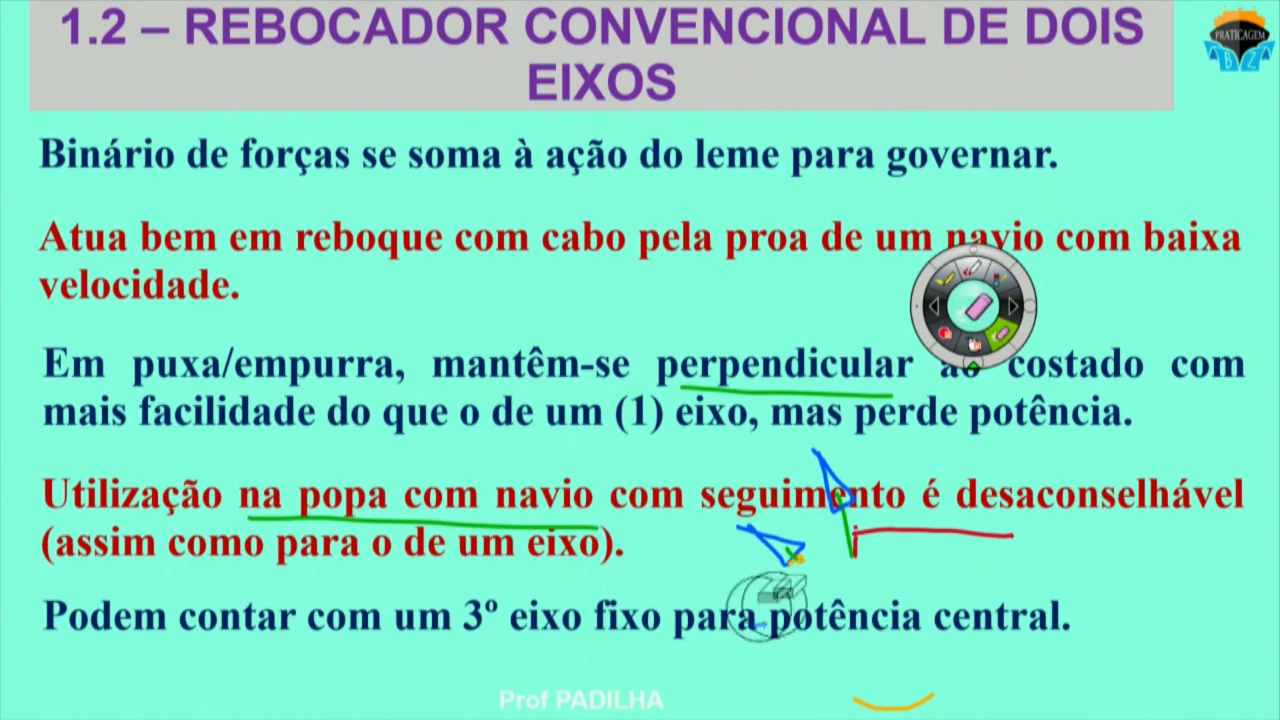 1.2 – REBOCADOR CONVENCIONAL DE DOIS
EIXOS
PRATICAGEM
BZ
Binário de forças se soma à ação do leme para governar.
Atua bem em reboque com cabo pela proa de um navio com baixa
velocidade.
Em puxa/empurra, mantêm-se perpendicular ao costado com
mais facilidade do que o de um (1) eixo, mas perde potência.
Utilização na popa com navio com seguimento é desaconselhável
(assim como para o de um eixo).
Podem contar com um 3º eixo fixo para potência central.
Prof PADILHA